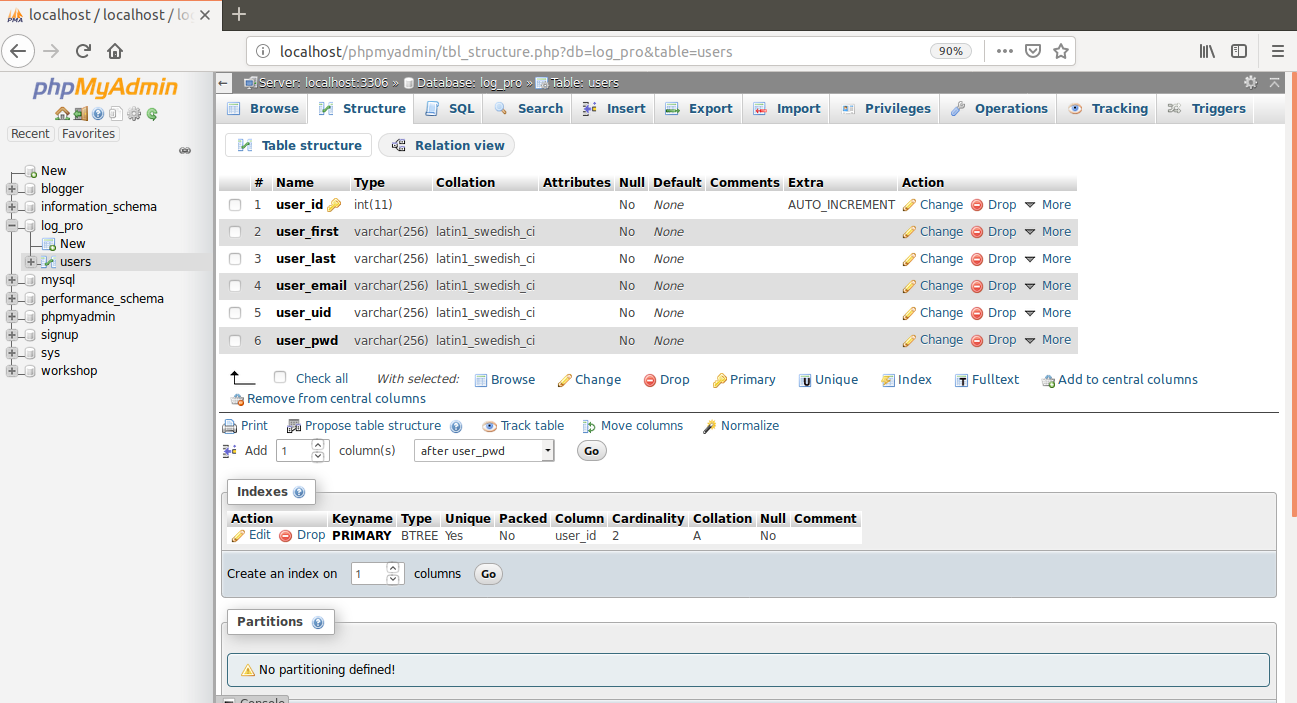 localhost / localhost / lo
localhost/phpmyadmin/tbl_structure.php?db=log_pro&table=users 90%
phpMyAdmin
Recent Favorites
New
blogger
information_schema
log_pro
New
users
mysql
performance_schema
phpmyadmin
signup
sys
workshop
Server: localhost:3306 » Database: log_pro » Table: users
Browse Structure SQL Search Insert Export Import Privileges Operations Tracking Triggers
Table structure Relation view
# Name Type Collation Attributes Null Default Comments Extra Action
1 user_id int(11) No None AUTO_INCREMENT Change Drop More
2 user_first varchar(256) latin1_swedish_ci No None Change Drop More
3 user_last varchar(256) latin1_swedish_ci No None Change Drop More
4 user_email varchar(256) latin1_swedish_ci No None Change Drop More
5 user_uid varchar(256) latin1_swedish_ci No None Change Drop More
6 user_pwd varchar(256) latin1_swedish_ci No None Change Drop More
Check all With selected: Browse Change Drop Primary Unique Index Fulltext Add to central columns
Remove from central columns
Print Propose table structure Track table Move columns Normalize
Add 1 column(s) after user_pwd Go
Indexes
Action Keyname Type Unique Packed Column Cardinality Collation Null Comment
Edit Drop PRIMARY BTREE Yes No user_id 2 A No
Create an index on 1 columns Go
Partitions
No partitioning defined!
Console